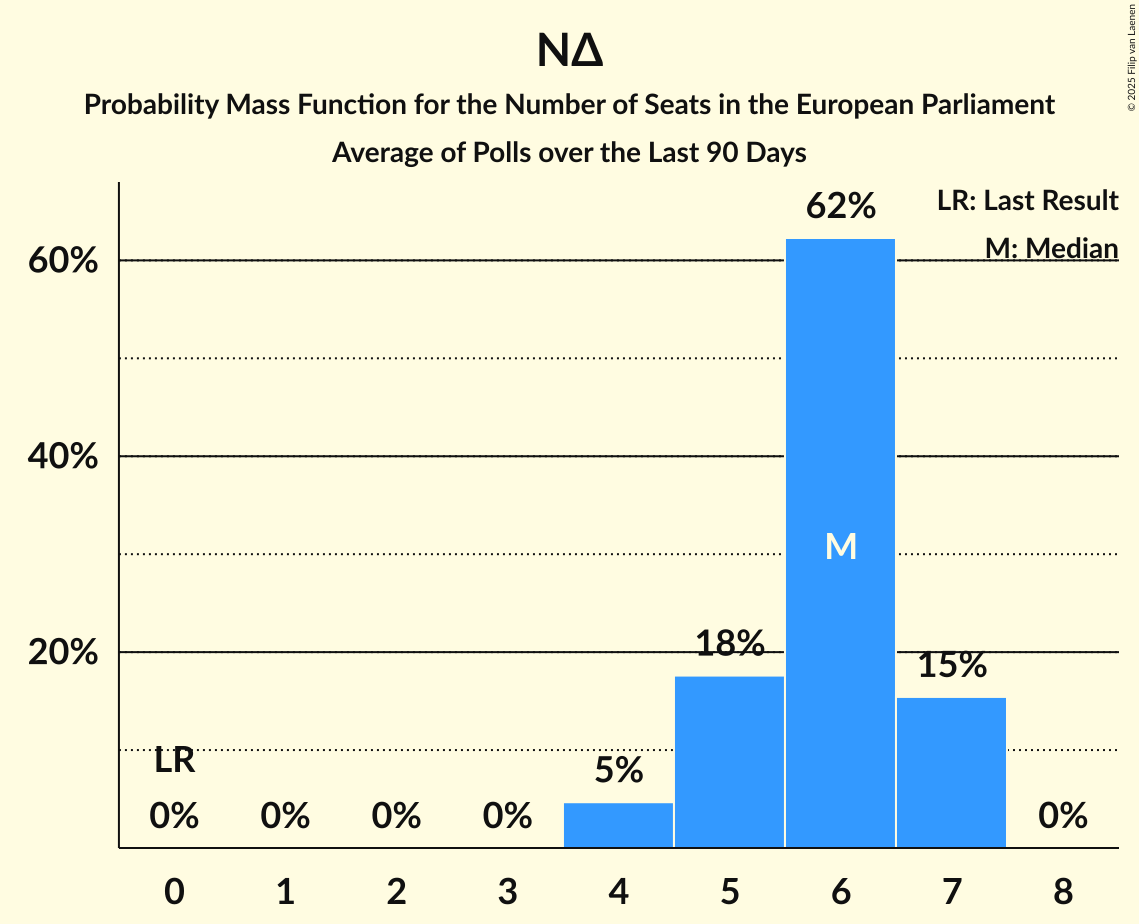 NΔ
Probability Mass Function for the Number of Seats in the European Parliament
Average of Polls over the Last 90 Days
© 2025 Filip van Laenen
LR: Last Result
M: Median
60%
40%
20%
62%
M
18%
15%
LR
5%
0%
0%
0%
0%
0%
0 1 2 3 4 5 6 7 8